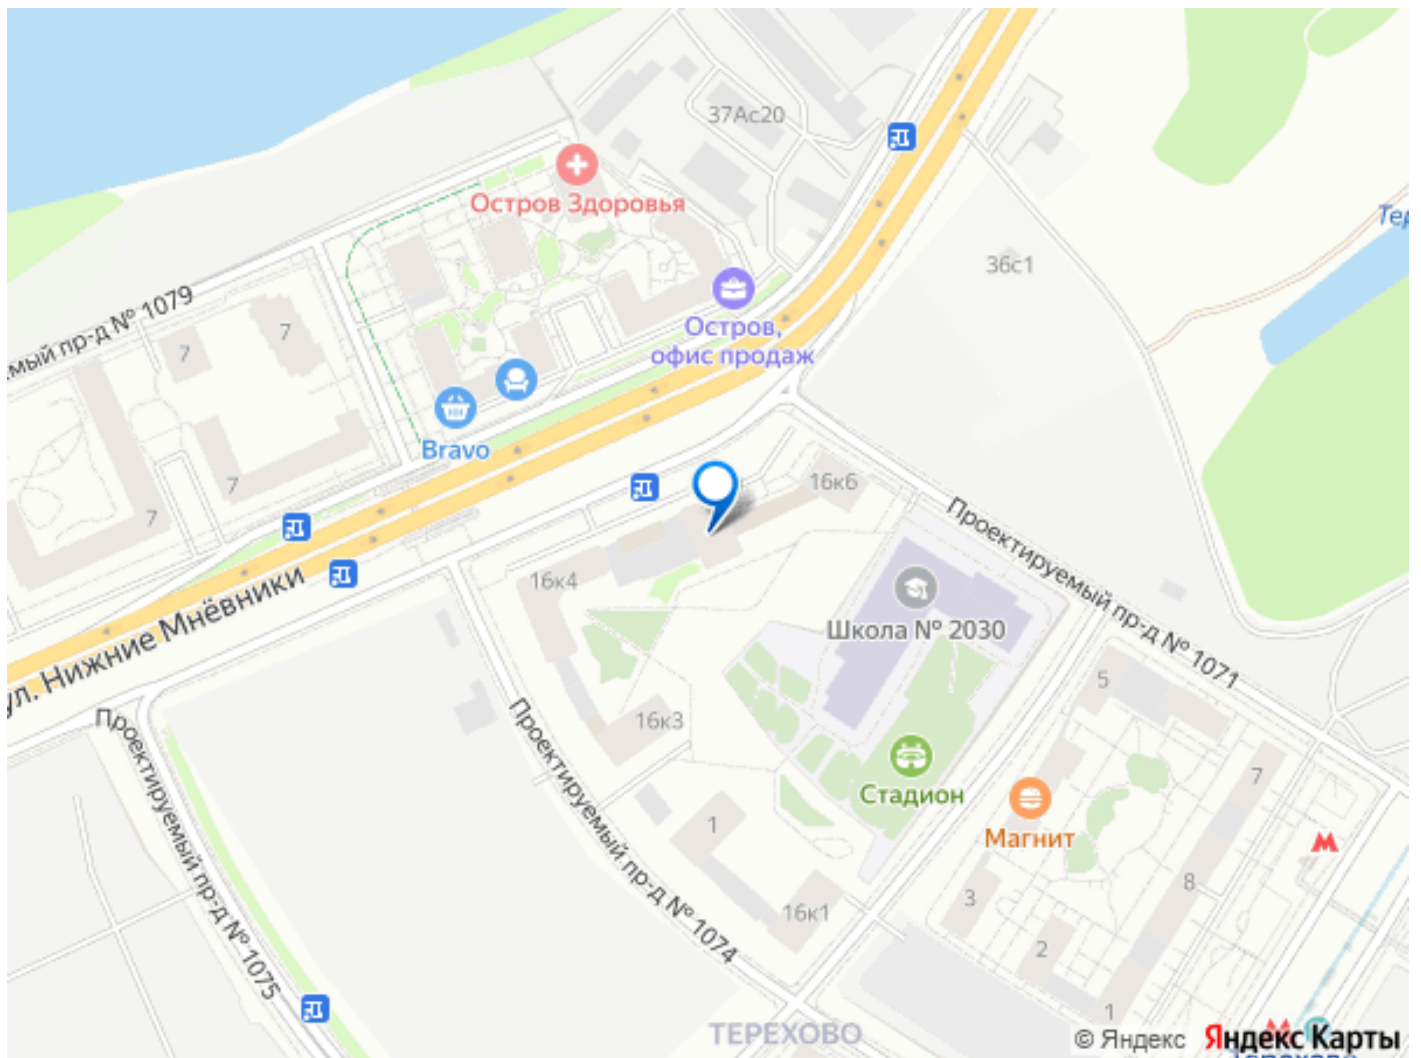 37Ас20
Остров Здоровья
Тер
36с1
Остров,
офис продаж
мый пр-д № 1079
7
7
Bravo
7
7
16к6
Проектируемый пр-д № 1071
16к4
ул. Нижние Мнёвники
Школа № 2030
5
16к3
Проектируемый пр-д № 1074
Проектируемый пр-д № 1075
Стадион
7
1
Магнит
8
3
16к1
2
1
ТЕРЕХОВО
© Яндекс Яндекс Карты